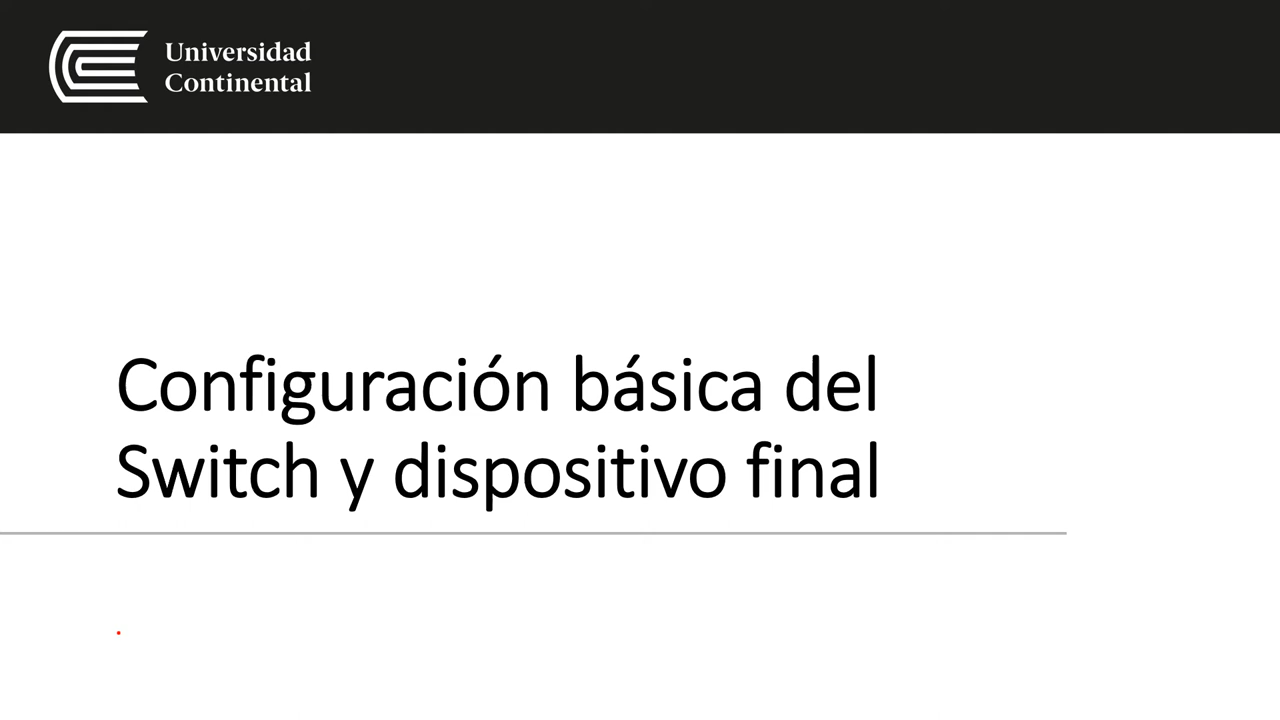 Universidad
Continental
Configuración básica del
Switch y dispositivo final
.